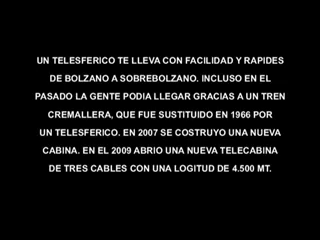 UN TELESFERICO TE LLEVA CON FACILIDAD Y RAPIDES
DE BOLZANO A SOBREBOLZANO. INCLUSO EN EL
PASADO LA GENTE PODIA LLEGAR GRACIAS A UN TREN
CREMALLERA, QUE FUE SUSTITUIDO EN 1966 POR
UN TELESFERICO. EN 2007 SE COSTRUYO UNA NUEVA
CABINA. EN EL 2009 ABRIO UNA NUEVA TELECABINA
DE TRES CABLES CON UNA LOGITUD DE 4.500 MT.